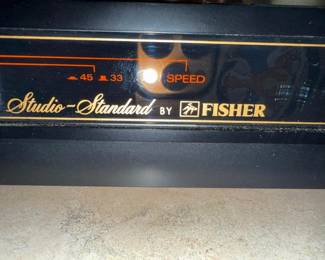 45 33 SPEED
Studio-Standard BY FISHER